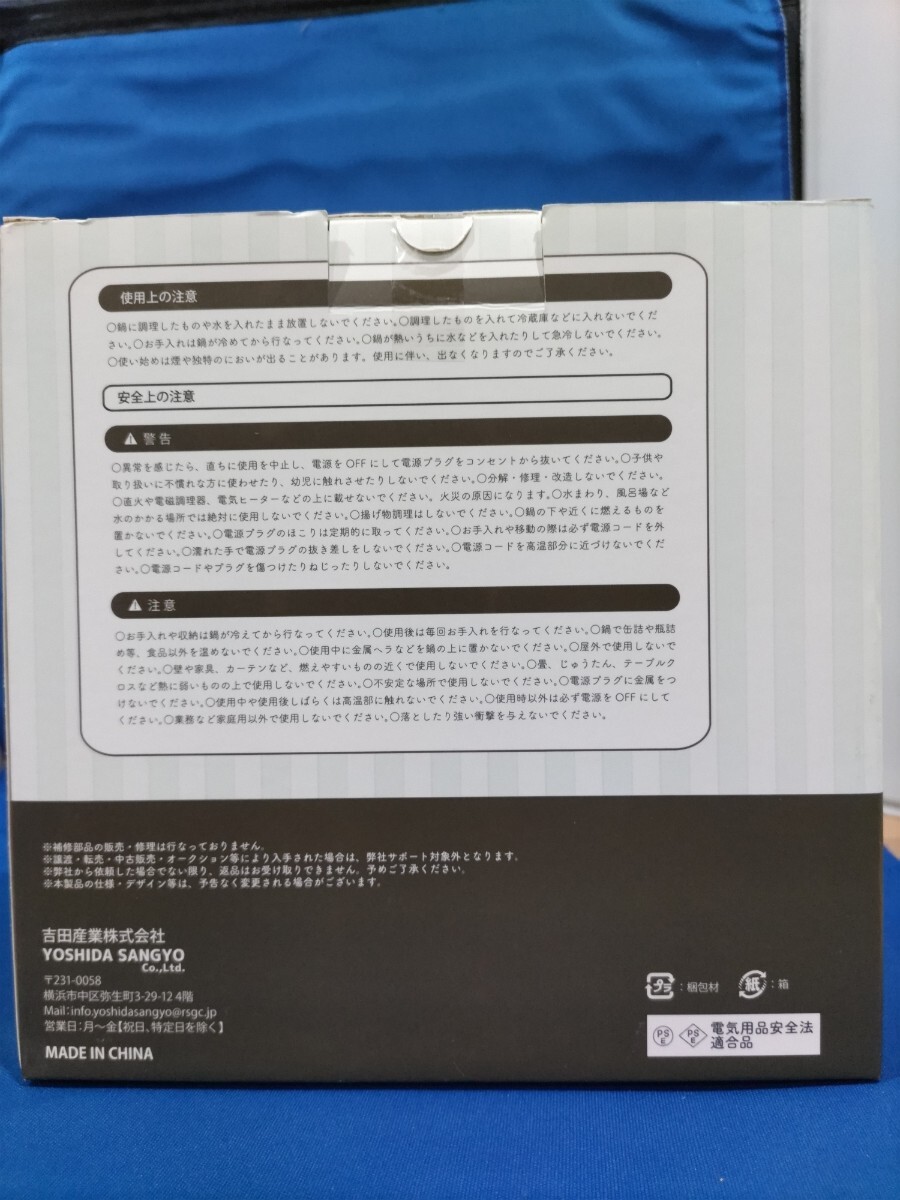 使用上の注意
〇鍋に調理したものや水を入れたまま放置しないでください。〇調理したものを入れて冷蔵庫などに入れないでくだ
さい。〇お手入れは鍋が冷めてから行なってください。〇鍋が熱いうちに水などを入れたりして急冷しないでください。
〇使い始めは煙や独特のにおいが出ることがあります。使用に伴い、出なくなりますのでご了承ください。
安全上の注意
⚠ 警告
〇異常を感じたら、直ちに使用を中止し、電源を OFF にして電源プラグをコンセントから抜いてください。〇子供や
取り扱いに不慣れな方に使わせたり、幼児に触れさせたりしないでください。〇分解・修理・改造しないでください。
〇直火や電磁調理器、電気ヒーターなどの上に載せないでください。火災の原因になります。〇水まわり、風呂場など
水のかかる場所では絶対に使用しないでください。〇揚げ物調理はしないでください。〇鍋の下や近くに燃えるものを
置かないでください。〇電源プラグのほこりは定期的に取ってください。〇お手入れや移動の際は必ず電源コードを外
してください。〇濡れた手で電源プラグの抜き差しをしないでください。〇電源コードを高温部分に近づけないでくだ
さい。〇電源コードやプラグを傷つけたりねじったりしないでください。
⚠ 注意
〇お手入れや収納は鍋が冷えてから行なってください。〇使用後は毎回お手入れを行なってください。〇鍋で缶詰や瓶詰
め等、食品以外を温めないでください。〇使用中に金属ヘラなどを鍋の上に置かないでください。〇屋外で使用しないで
ください。〇壁や家具、カーテンなど、燃えやすいものの近くで使用しないでください。〇畳、じゅうたん、テーブルク
ロスなど熱に弱いものの上で使用しないでください。〇不安定な場所で使用しないでください。〇電源プラグに金属をつ
けないでください。〇使用中や使用後しばらくは高温部に触れないでください。〇使用時以外は必ず電源を OFF にして
ください。〇業務など家庭用以外で使用しないでください。〇落としたり強い衝撃を与えないでください。
※補修部品の販売・修理は行なっておりません。
※譲渡・転売・中古販売・オークション等により入手された場合は、弊社サポート対象外となります。
※弊社から依頼した場合でない限り、返品はお受け取りできません。予めご了承ください。
※本製品の仕様・デザイン等は、予告なく変更される場合がございます。
吉田産業株式会社
YOSHIDA SANGYO
Co.,Ltd.
〒231-0058
横浜市中区弥生町3-29-12 4階
Mail:info.yoshidasangyo@rsgc.jp
営業日:月〜金【祝日、特定日を除く】
MADE IN CHINA
プラ:梱包材 紙:箱
PSE PSE 電気用品安全法
適合品